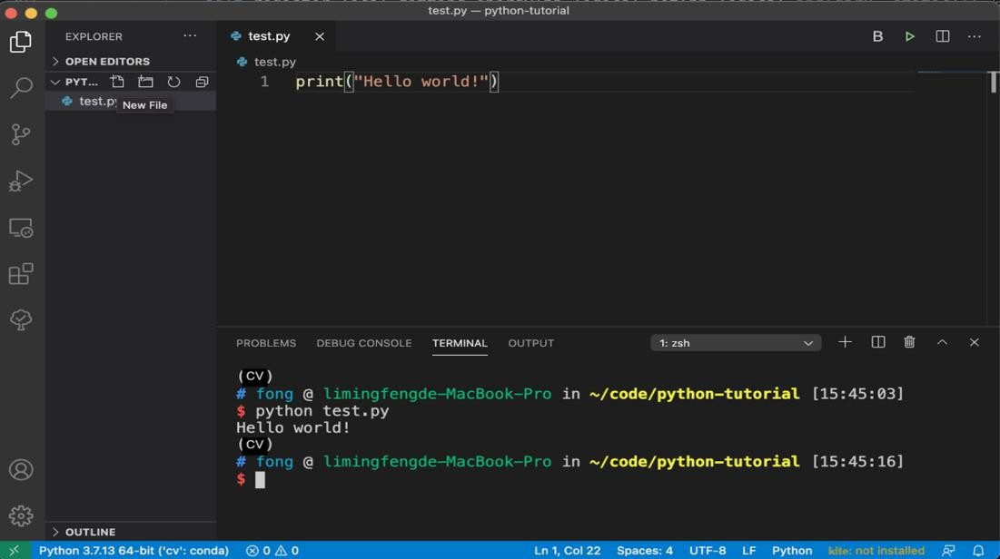 test.py — python-tutorial
EXPLORER
test.py
B
OPEN EDITORS
test.py
PYT...
1 print("Hello world!")
test.py
New File
PROBLEMS DEBUG CONSOLE TERMINAL OUTPUT 1: zsh
(CV)
# fong @ limingfengde-MacBook-Pro in ~/code/python-tutorial [15:45:03]
$ python test.py
Hello world!
(CV)
# fong @ limingfengde-MacBook-Pro in ~/code/python-tutorial [15:45:16]
$
OUTLINE
Python 3.7.13 64-bit ('cv': conda) 0 0 Ln 1, Col 22 Spaces: 4 UTF-8 LF Python kite: not installed